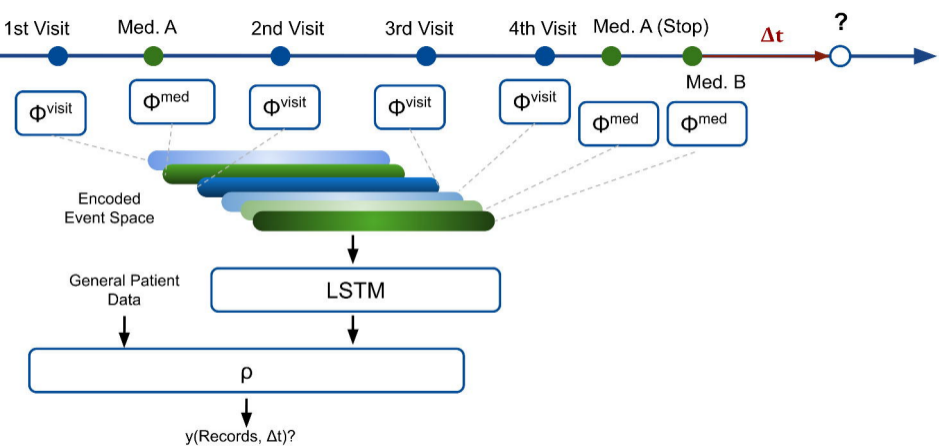 1st Visit
Med. A
2nd Visit
3rd Visit
4th Visit
Med. A (Stop)
Δt
?
Med. B
Φvisit
Φmed
Φvisit
Φvisit
Φvisit
Φmed
Φmed
Encoded
Event Space
General Patient
Data
LSTM
ρ
y(Records, Δt)?